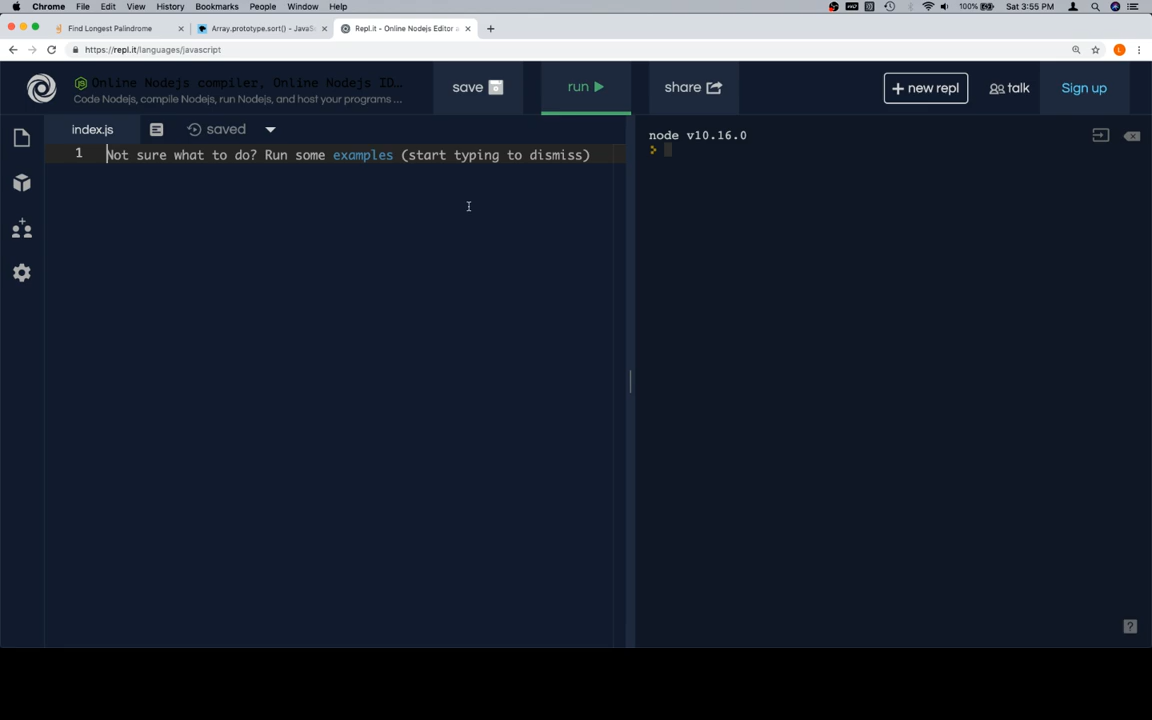 Chrome File Edit View History Bookmarks People Window Help 100% Sat 3:55 PM
Find Longest Palindrome Array.prototype.sort() - JavaSc Repl.it - Online Nodejs Editor a
https://repl.it/languages/javascript
Online Nodejs compiler, Online Nodejs ID...
Code Nodejs, compile Nodejs, run Nodejs, and host your programs ...
save run share + new repl talk Sign up
index.js saved
1 Not sure what to do? Run some examples (start typing to dismiss)
node v10.16.0
L
?